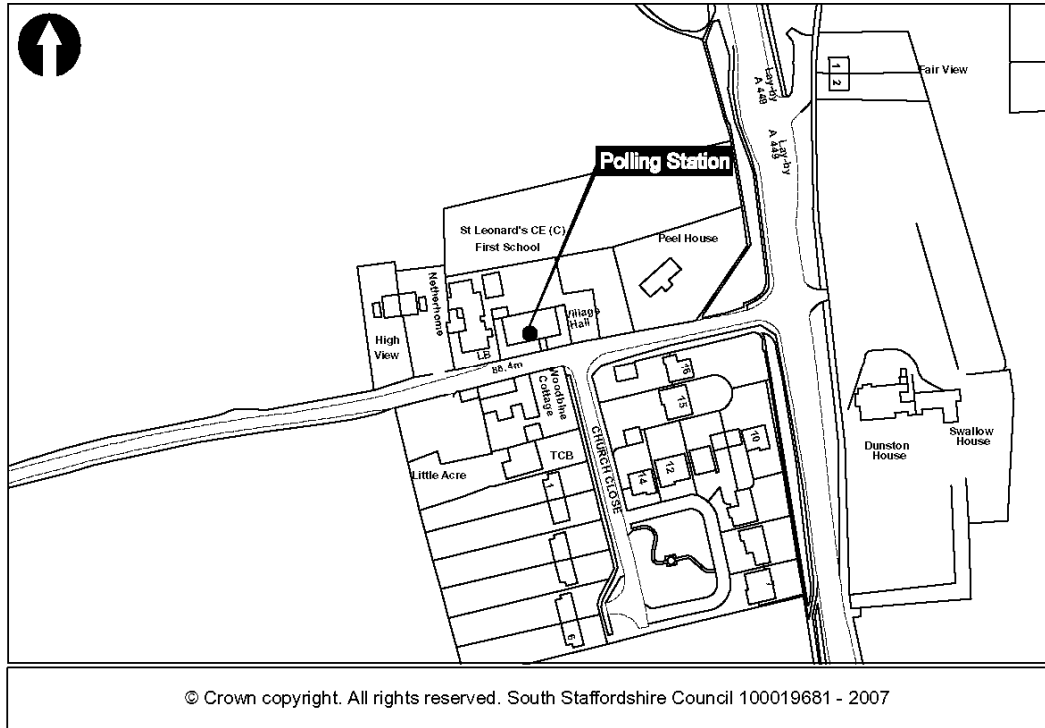 1
2
Fair View
Lay-by
A 449
Lay-by
A 449
Polling Station
St Leonard's CE (C)
First School
Peel House
Netherhome
Village
Hall
High
View
LB
88.4m
Woodbine
Cottage
16
15
CHURCH CLOSE
10
Dunston
House
Swallow
House
TCB
12
14
Little Acre
1
7
6
© Crown copyright. All rights reserved. South Staffordshire Council 100019681 - 2007